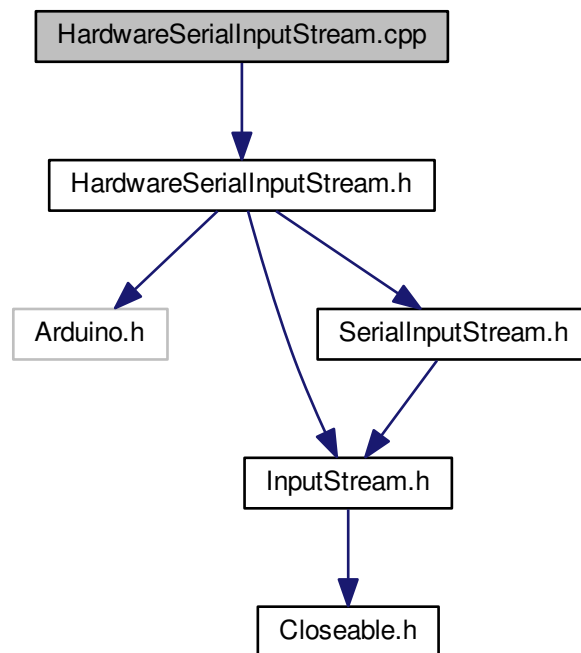 HardwareSerialInputStream.cpp
HardwareSerialInputStream.h
Arduino.h
SerialInputStream.h
InputStream.h
Closeable.h